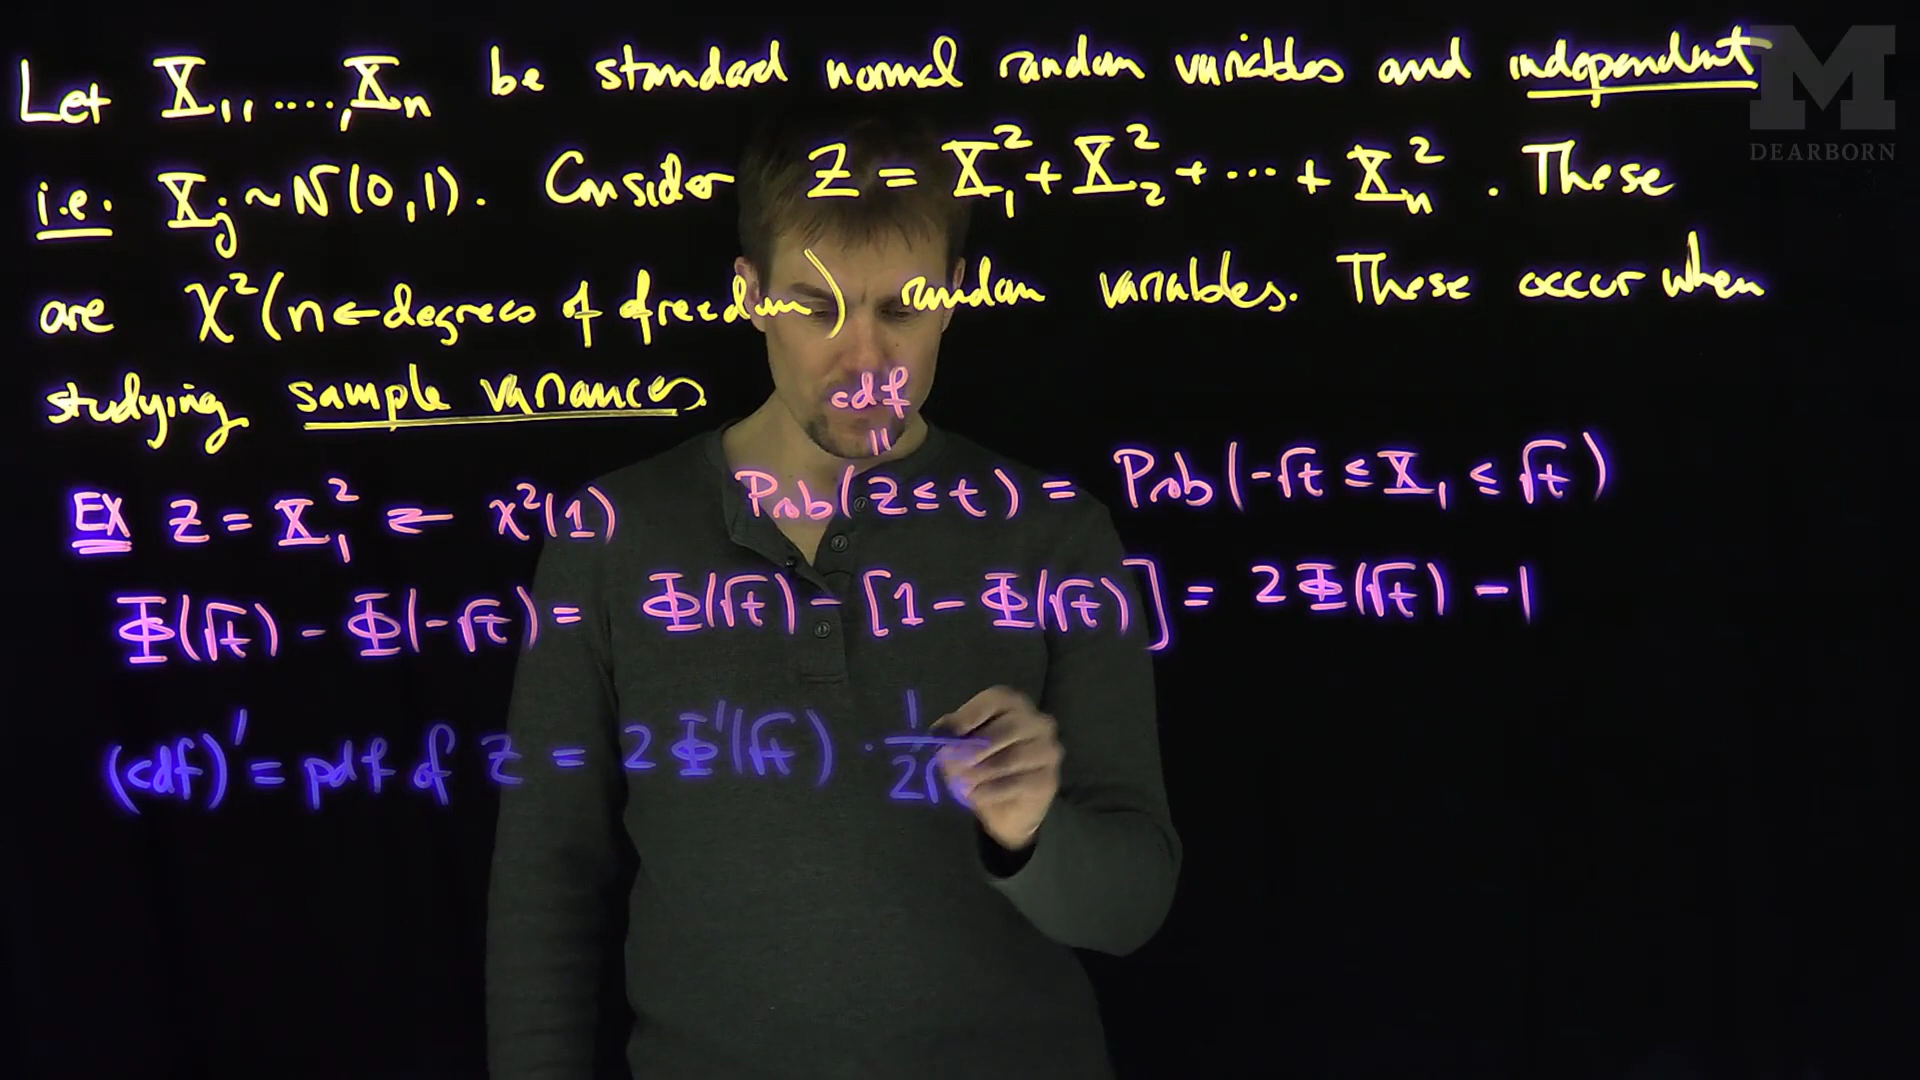 Let X₁, ...., Xₙ be standard normal random variables and independent
i.e. Xⱼ ~ N(0,1). Consider Z = X₁² + X₂² + ... + Xₙ². These
are χ²(n ← degrees of freedom) random variables. These occur when
studying sample variances.
cdf
=
EX Z = X₁² ← χ²(1) Prob(Z ≤ t) = Prob(-√t ≤ X₁ ≤ √t)
Φ(√t) - Φ(-√t) = Φ(√t) - [1 - Φ(√t)] = 2Φ(√t) - 1
(cdf)' = pdf of Z = 2Φ'(√t) · 1/2√
M
DEARBORN